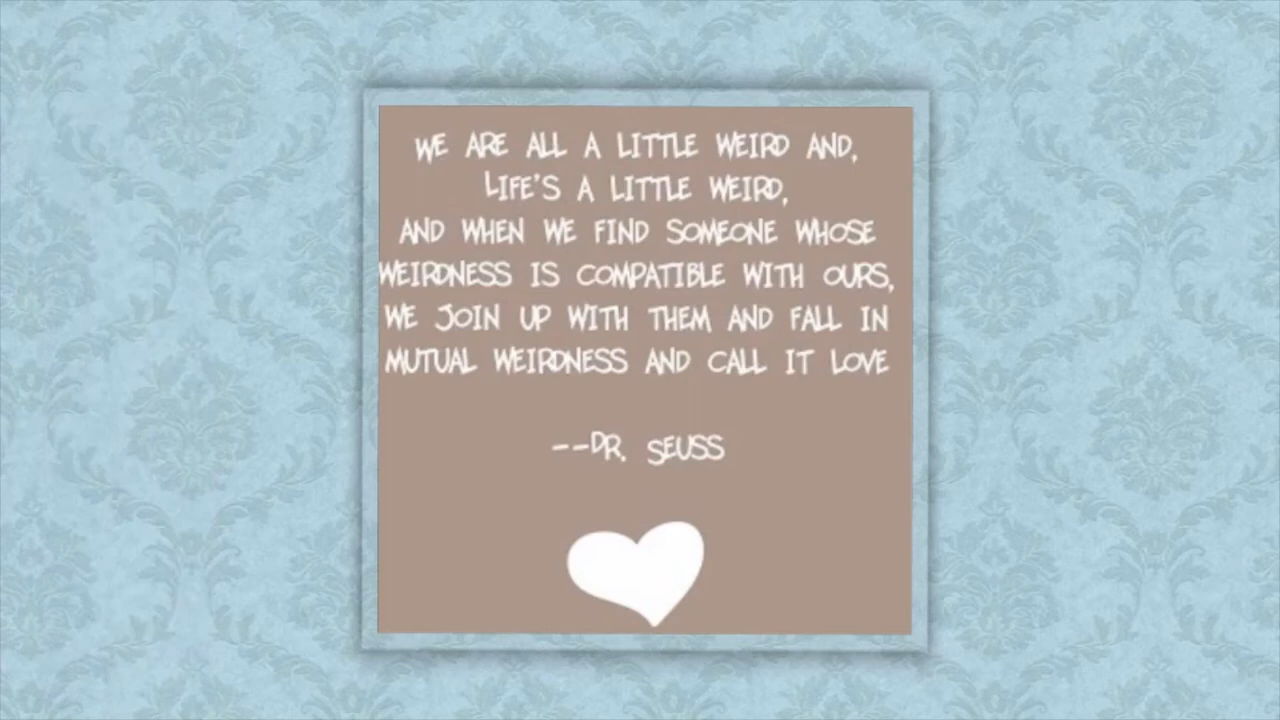 WE ARE ALL A LITTLE WEIRD AND,
LIFE'S A LITTLE WEIRD,
AND WHEN WE FIND SOMEONE WHOSE
WEIRDNESS IS COMPATIBLE WITH OURS,
WE JOIN UP WITH THEM AND FALL IN
MUTUAL WEIRDNESS AND CALL IT LOVE
--DR. SEUSS